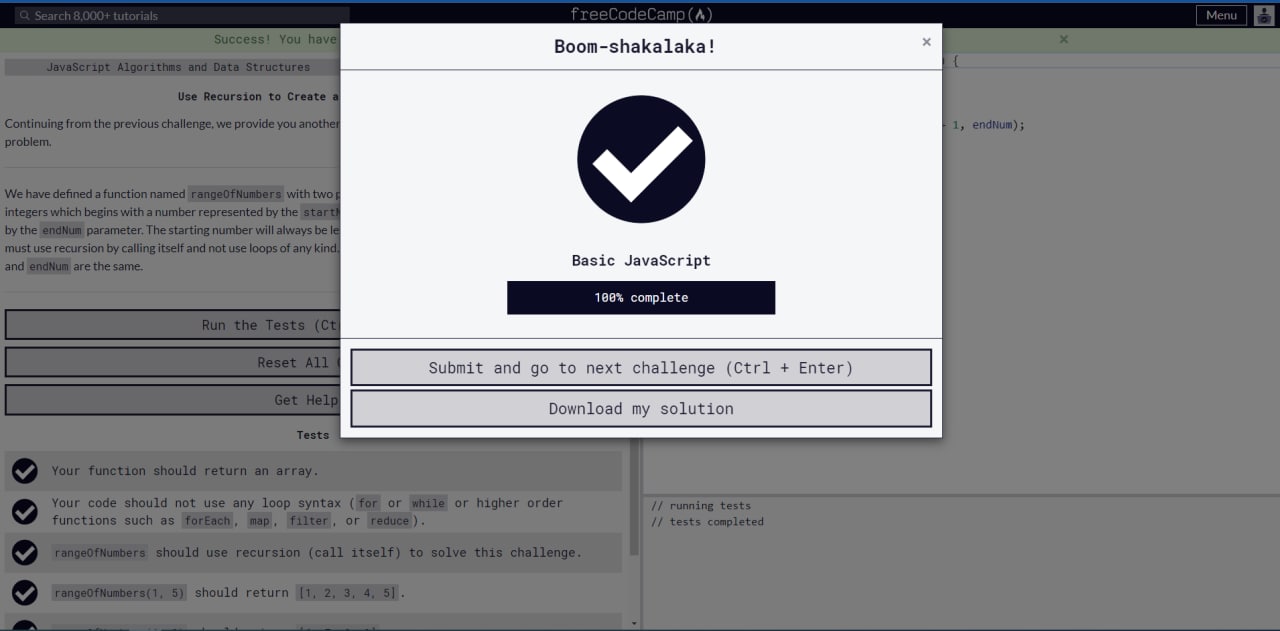 Search 8,000+ tutorials
freeCodeCamp
Menu
Success! You have
Boom-shakalaka!
×
×
JavaScript Algorithms and Data Structures
{
Use Recursion to Create a
Continuing from the previous challenge, we provide you another
problem.
1, endNum);
We have defined a function named rangeOfNumbers with two
integers which begins with a number represented by the
by the endNum parameter. The starting number will always be
must use recursion by calling itself and not use loops of any kind.
and endNum are the same.
Basic JavaScript
100% complete
Run the Tests
Reset All
Get Help
Submit and go to next challenge (Ctrl + Enter)
Download my solution
Tests
Your function should return an array.
Your code should not use any loop syntax (for or while or higher order
functions such as forEach, map, filter, or reduce).
rangeOfNumbers should use recursion (call itself) to solve this challenge.
rangeOfNumbers(1, 5) should return [1, 2, 3, 4, 5].
// running tests
// tests completed